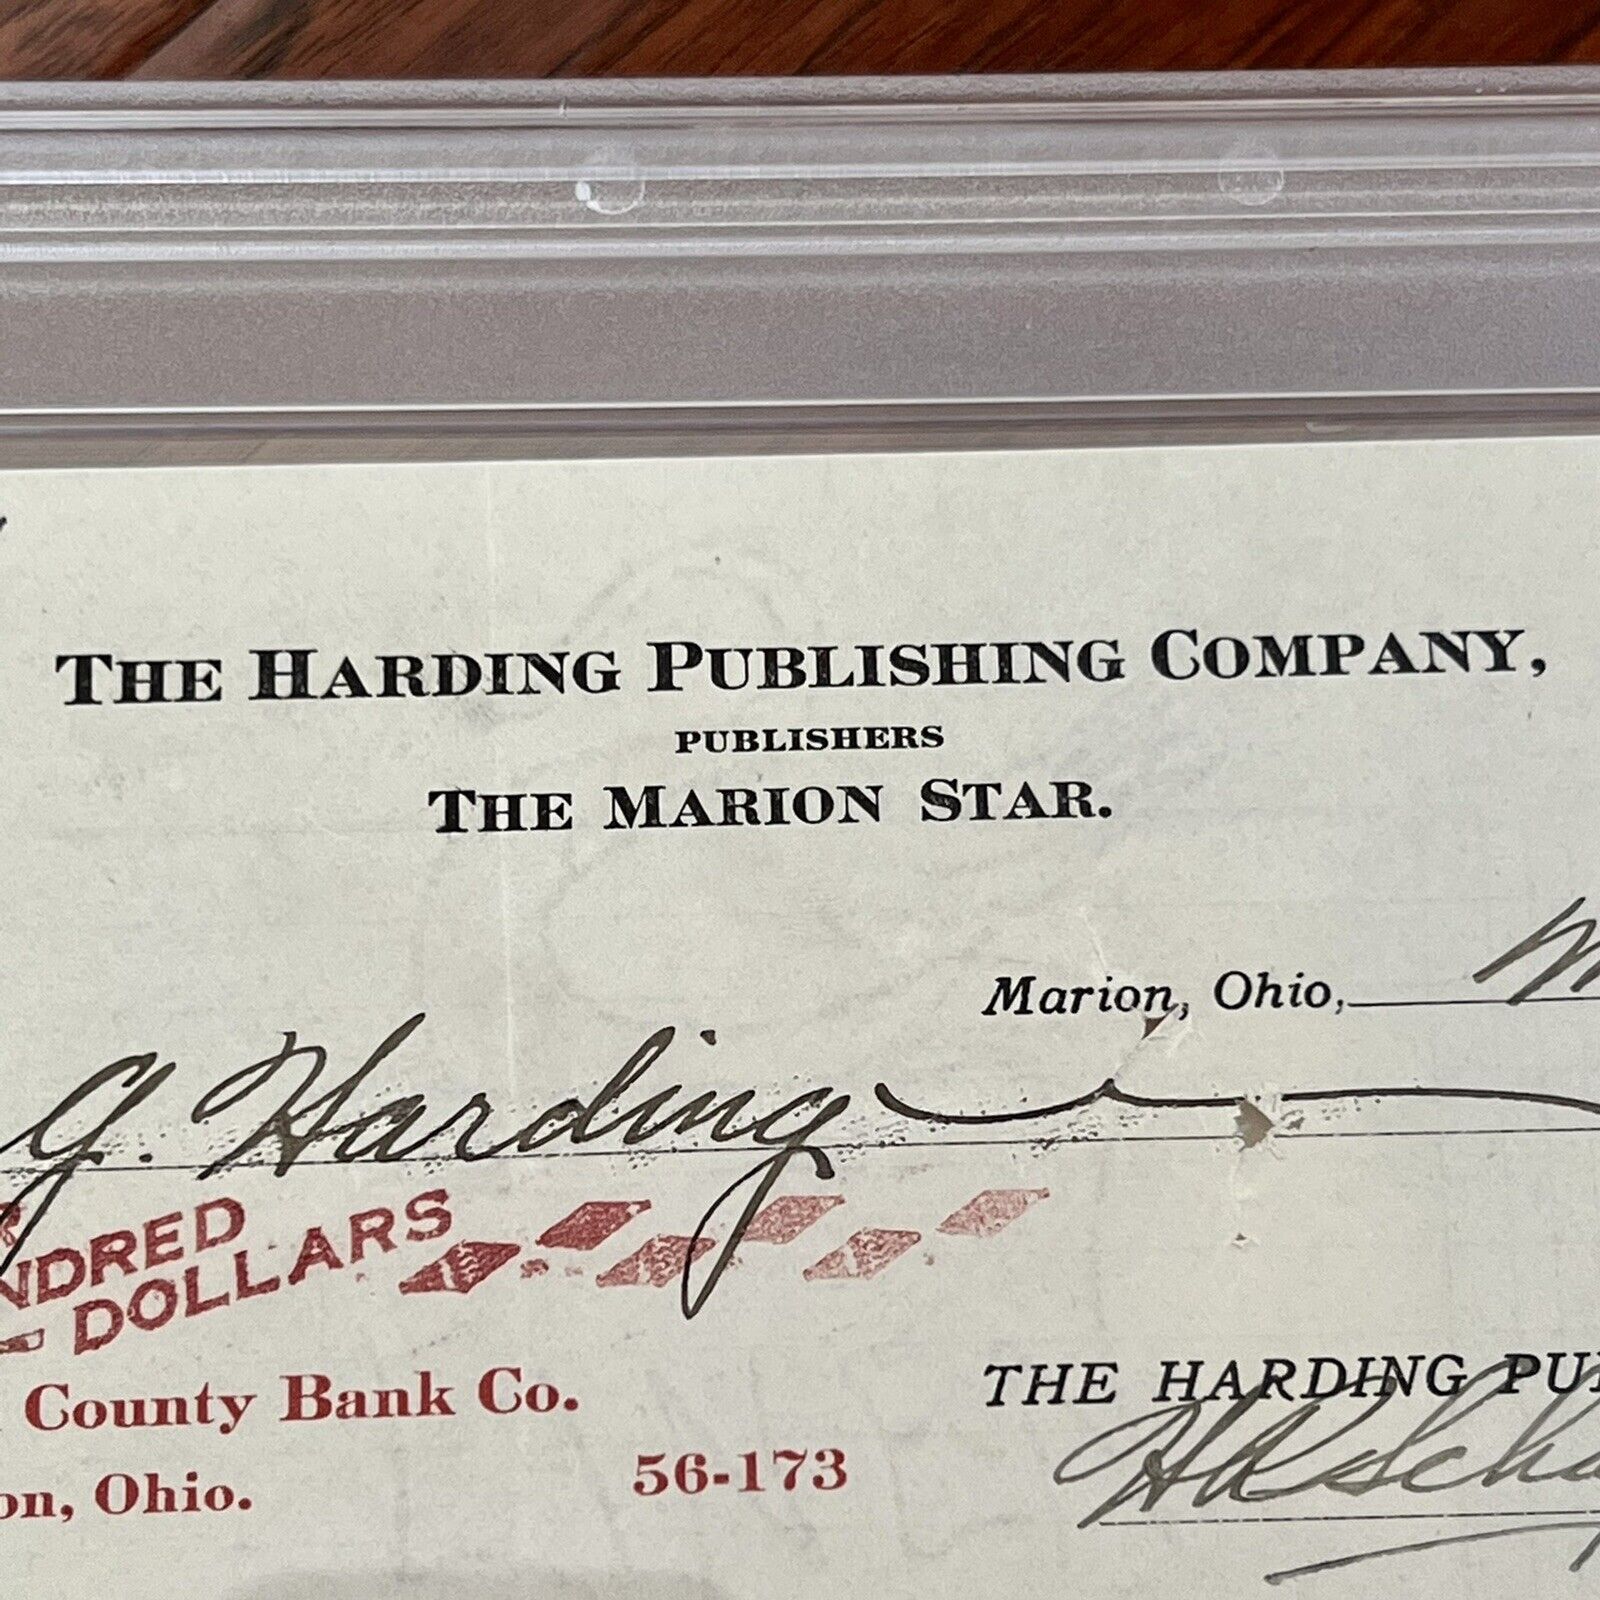 THE HARDING PUBLISHING COMPANY,
PUBLISHERS
THE MARION STAR.
Marion, Ohio,
G. Harding
NDRED
DOLLARS
County Bank Co.
THE HARDING PU
on, Ohio.
56-173